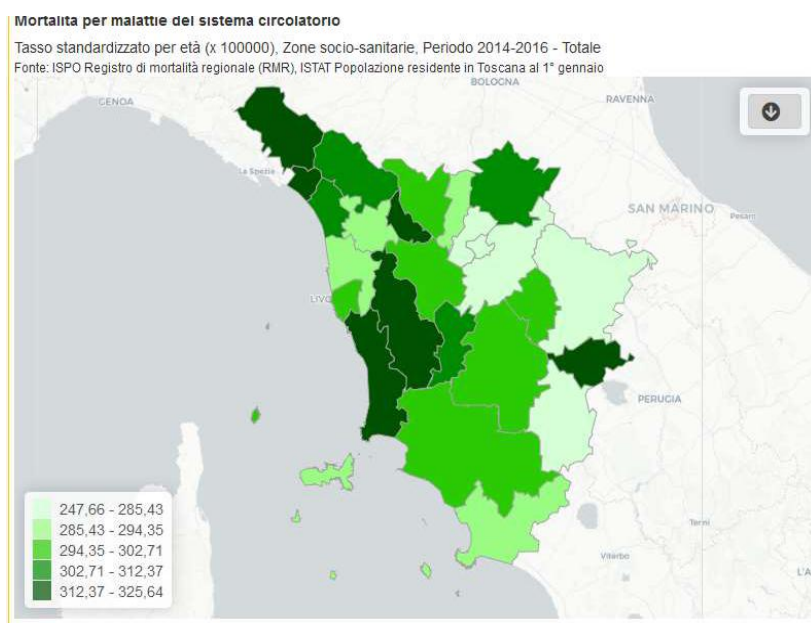 Mortalità per malattie del sistema circolatorio
Tasso standardizzato per età (x 100000), Zone socio-sanitarie, Periodo 2014-2016 - Totale
Fonte: ISPO Registro di mortalità regionale (RMR), ISTAT Popolazione residente in Toscana al 1° gennaio
BOLOGNA
GENOA
RAVENNA
La Spezia
SAN MARINO
Pesaro
LIVO
PERUGIA
247,66 - 285,43
285,43 - 294,35
294,35 - 302,71
302,71 - 312,37
312,37 - 325,64
Terni
Viterbo
L'A